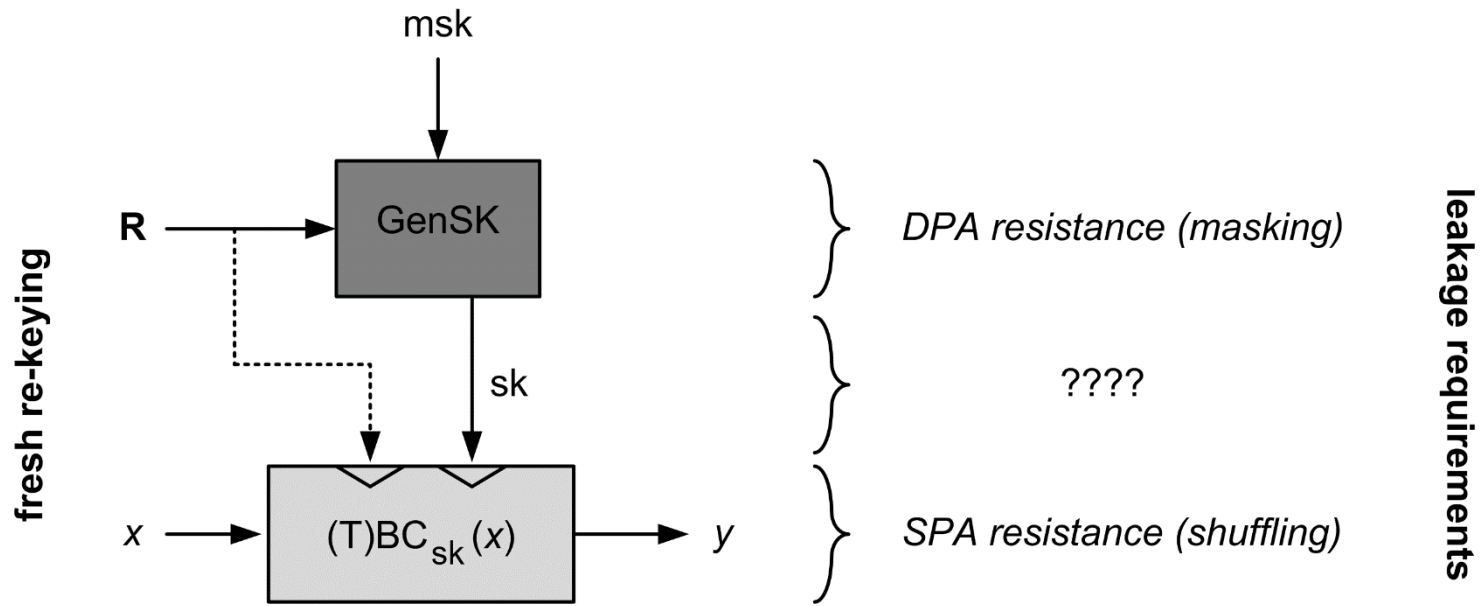 msk
GenSK
R
DPA resistance (masking)
fresh re-keying
leakage requirements
sk
????
x
(T)BC_sk(x)
y
SPA resistance (shuffling)